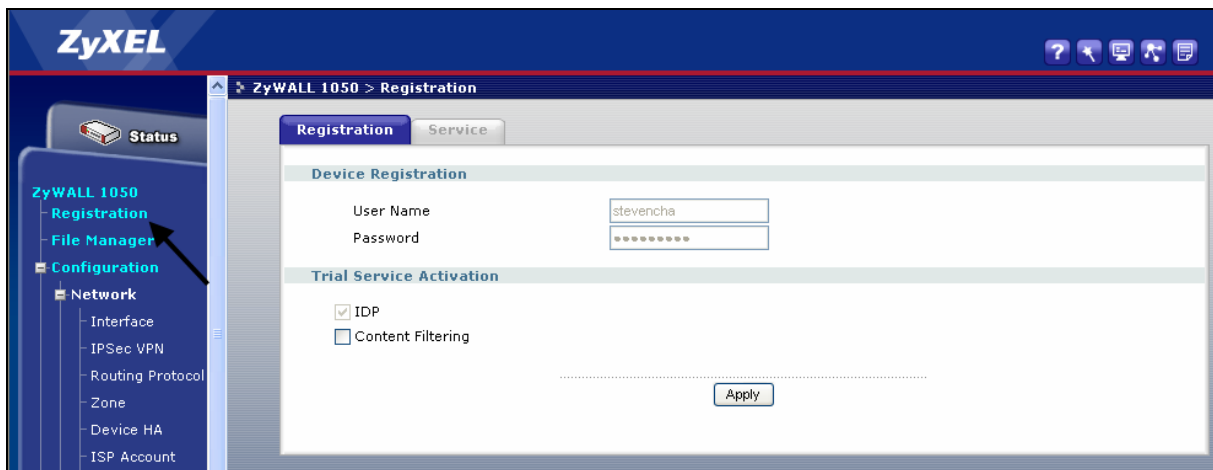 ZyXEL
?
ZyWALL 1050 > Registration
Status
Registration
Service
Device Registration
ZyWALL 1050
Registration
User Name
stevencha
File Manager
Password
•••••••••
Configuration
Trial Service Activation
Network
IDP
Interface
Content Filtering
IPSec VPN
Routing Protocol
Apply
Zone
Device HA
ISP Account